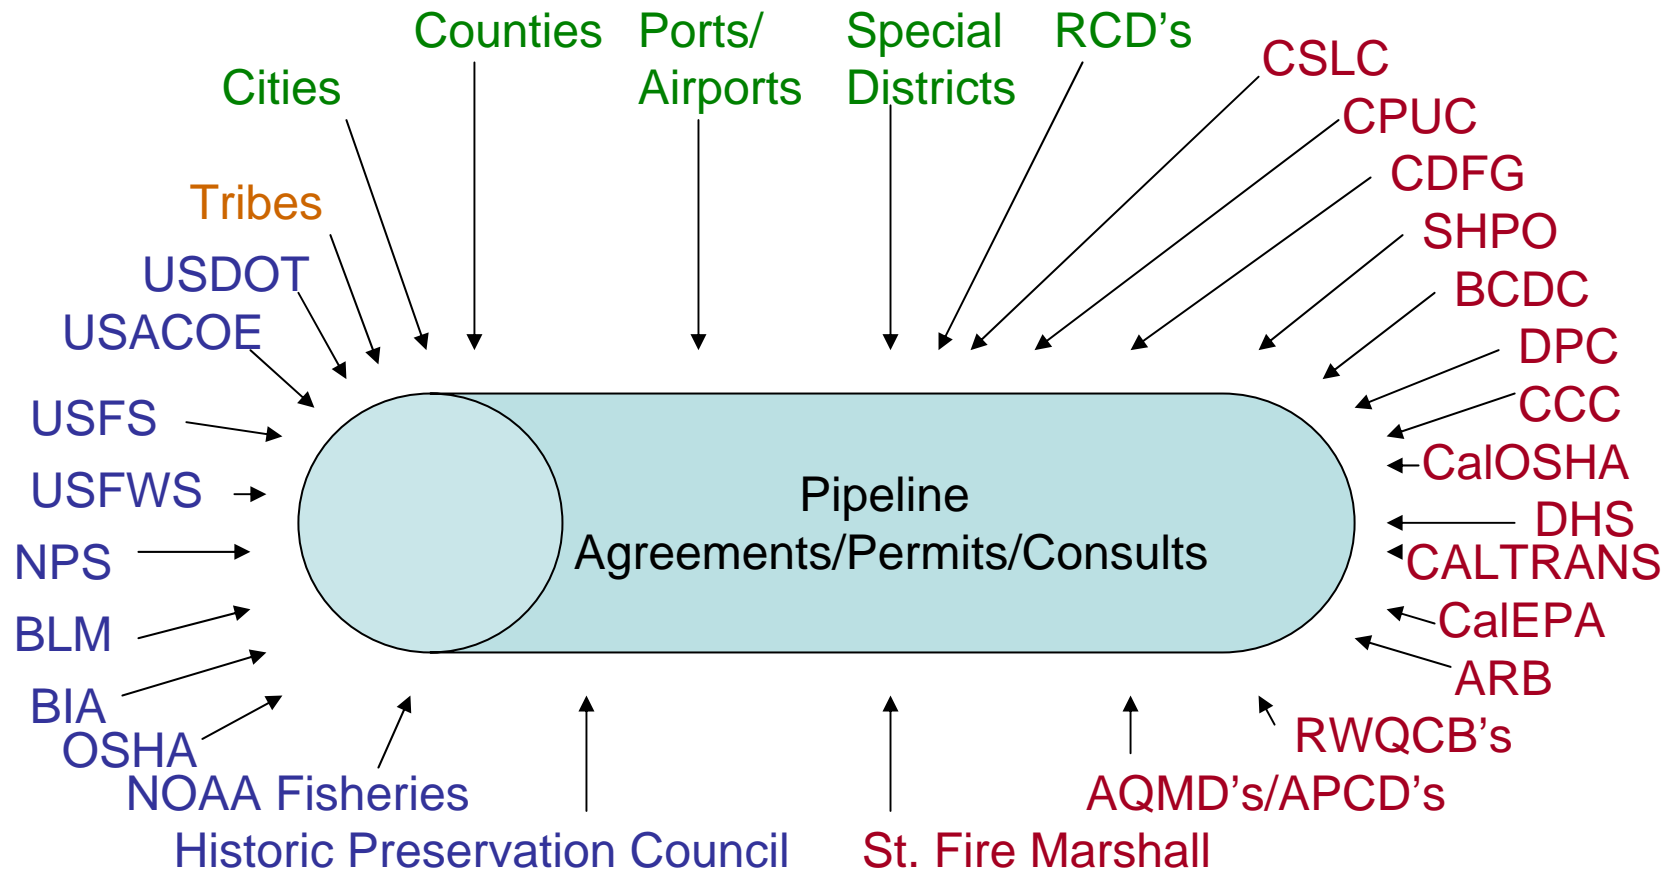 Counties
Ports/
Airports
Special
Districts
RCD's
Cities
Tribes
USDOT
USACOE
USFS
USFWS
NPS
BLM
BIA
OSHA
NOAA Fisheries
Historic Preservation Council
Pipeline
Agreements/Permits/Consults
CSLC
CPUC
CDFG
SHPO
BCDC
DPC
CCC
CalOSHA
DHS
CALTRANS
CalEPA
ARB
RWQCB's
AQMD's/APCD's
St. Fire Marshall